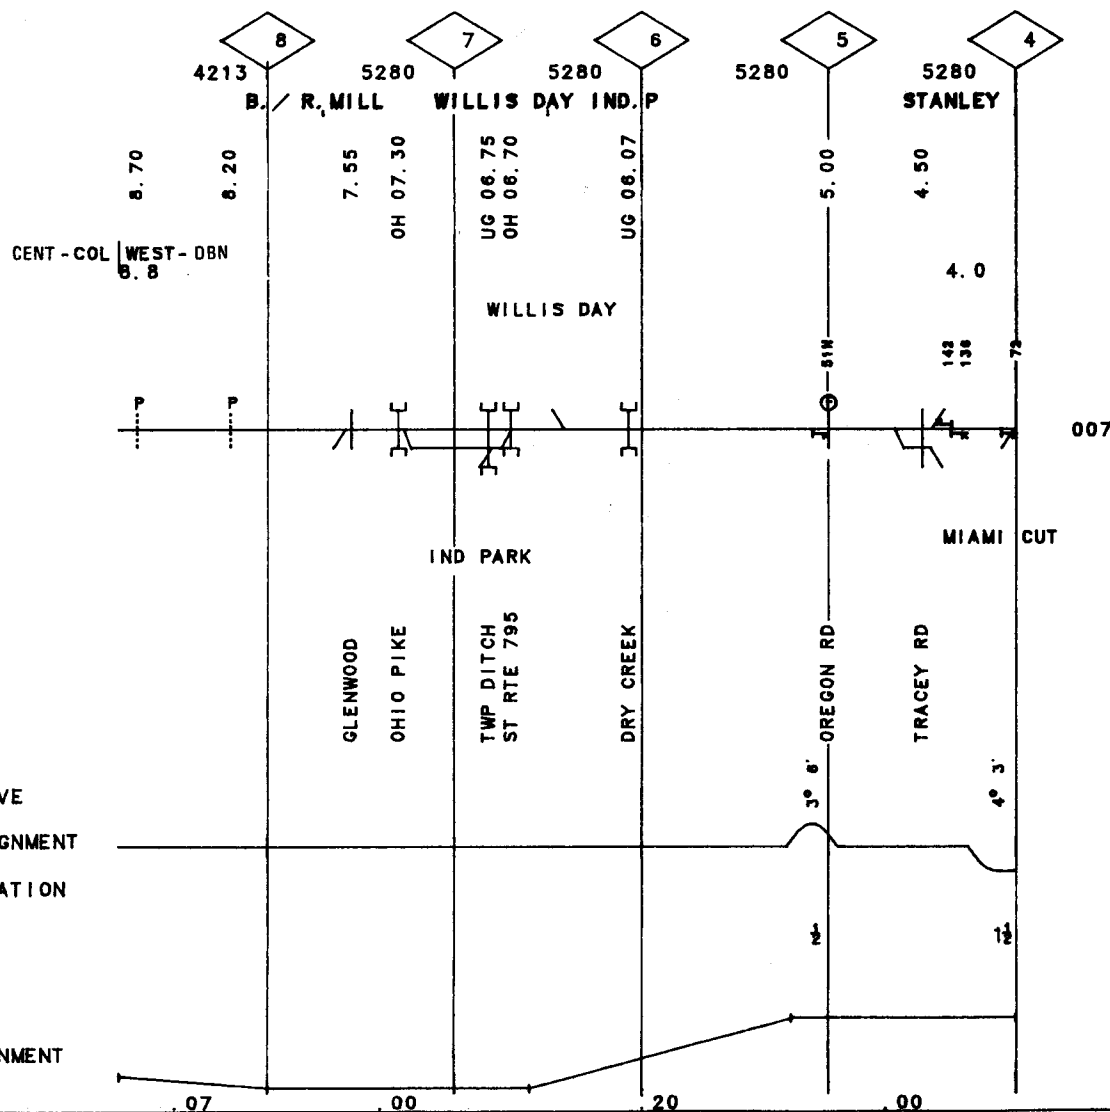 8 7 6 5 4
4213 5280 5280 5280 5280
B. / R. MILL WILLIS DAY IND. P STANLEY
8.70 8.20 7.55 OH 07.30 UG 06.75 OH 06.70 UG 06.07 5.00 4.50
CENT-COL WEST-DBN
8.8
4.0
WILLIS DAY
51N 142 136 72
P P P
007
MIAMI CUT
IND PARK
GLENWOOD OHIO PIKE TWP DITCH ST RTE 795 DRY CREEK OREGON RD TRACEY RD
VE
3° 6' 4° 3'
GNMENT
ATION
½ 1½
NMENT
.07 .00 .20 .00